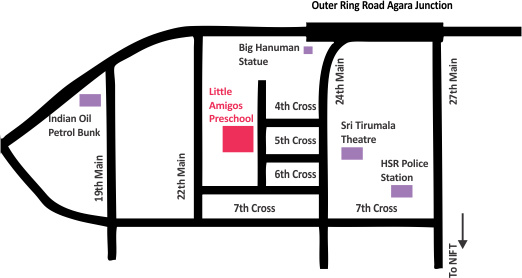 Outer Ring Road Agara Junction
Big Hanuman
Statue
24th Main
27th Main
Little
Amigos
Preschool
4th Cross
Indian Oil
Petrol Bunk
Sri Tirumala
Theatre
5th Cross
19th Main
22th Main
6th Cross
HSR Police
Station
7th Cross
7th Cross
To NIFT